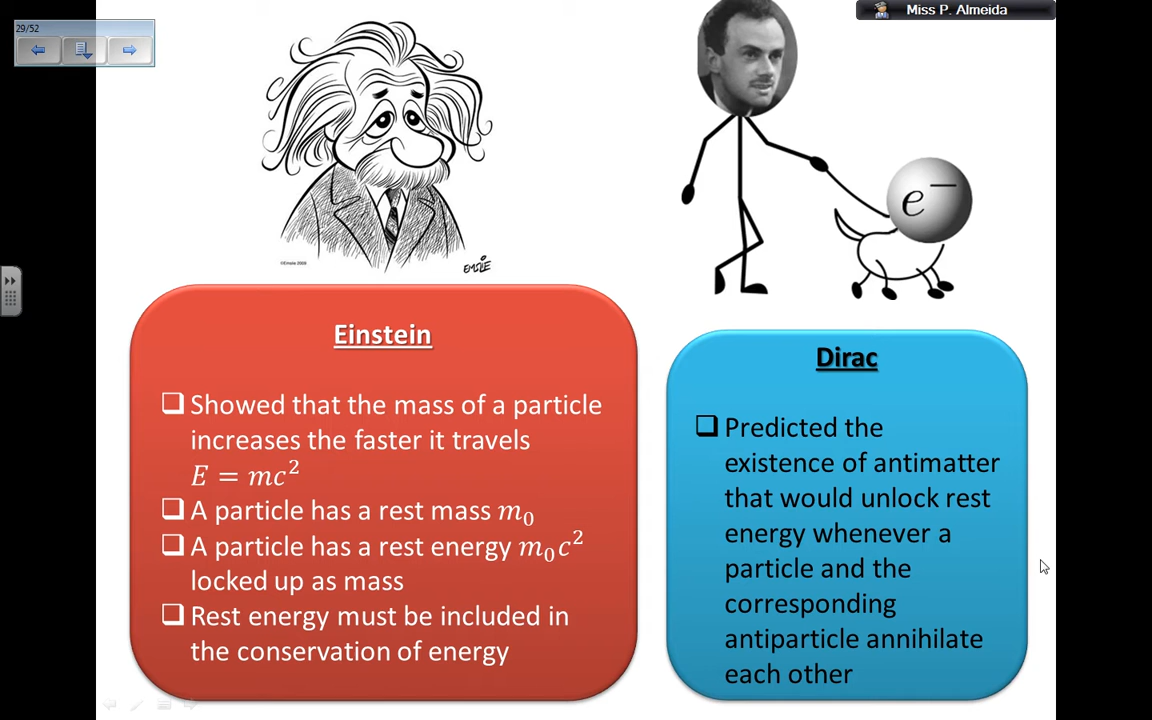 29/52
Miss P. Almeida
©Emslie 2009
EMSLIE
e⁻
Einstein
❑ Showed that the mass of a particle
increases the faster it travels
E = mc²
❑ A particle has a rest mass m₀
❑ A particle has a rest energy m₀c²
locked up as mass
❑ Rest energy must be included in
the conservation of energy
Dirac
❑ Predicted the
existence of antimatter
that would unlock rest
energy whenever a
particle and the
corresponding
antiparticle annihilate
each other